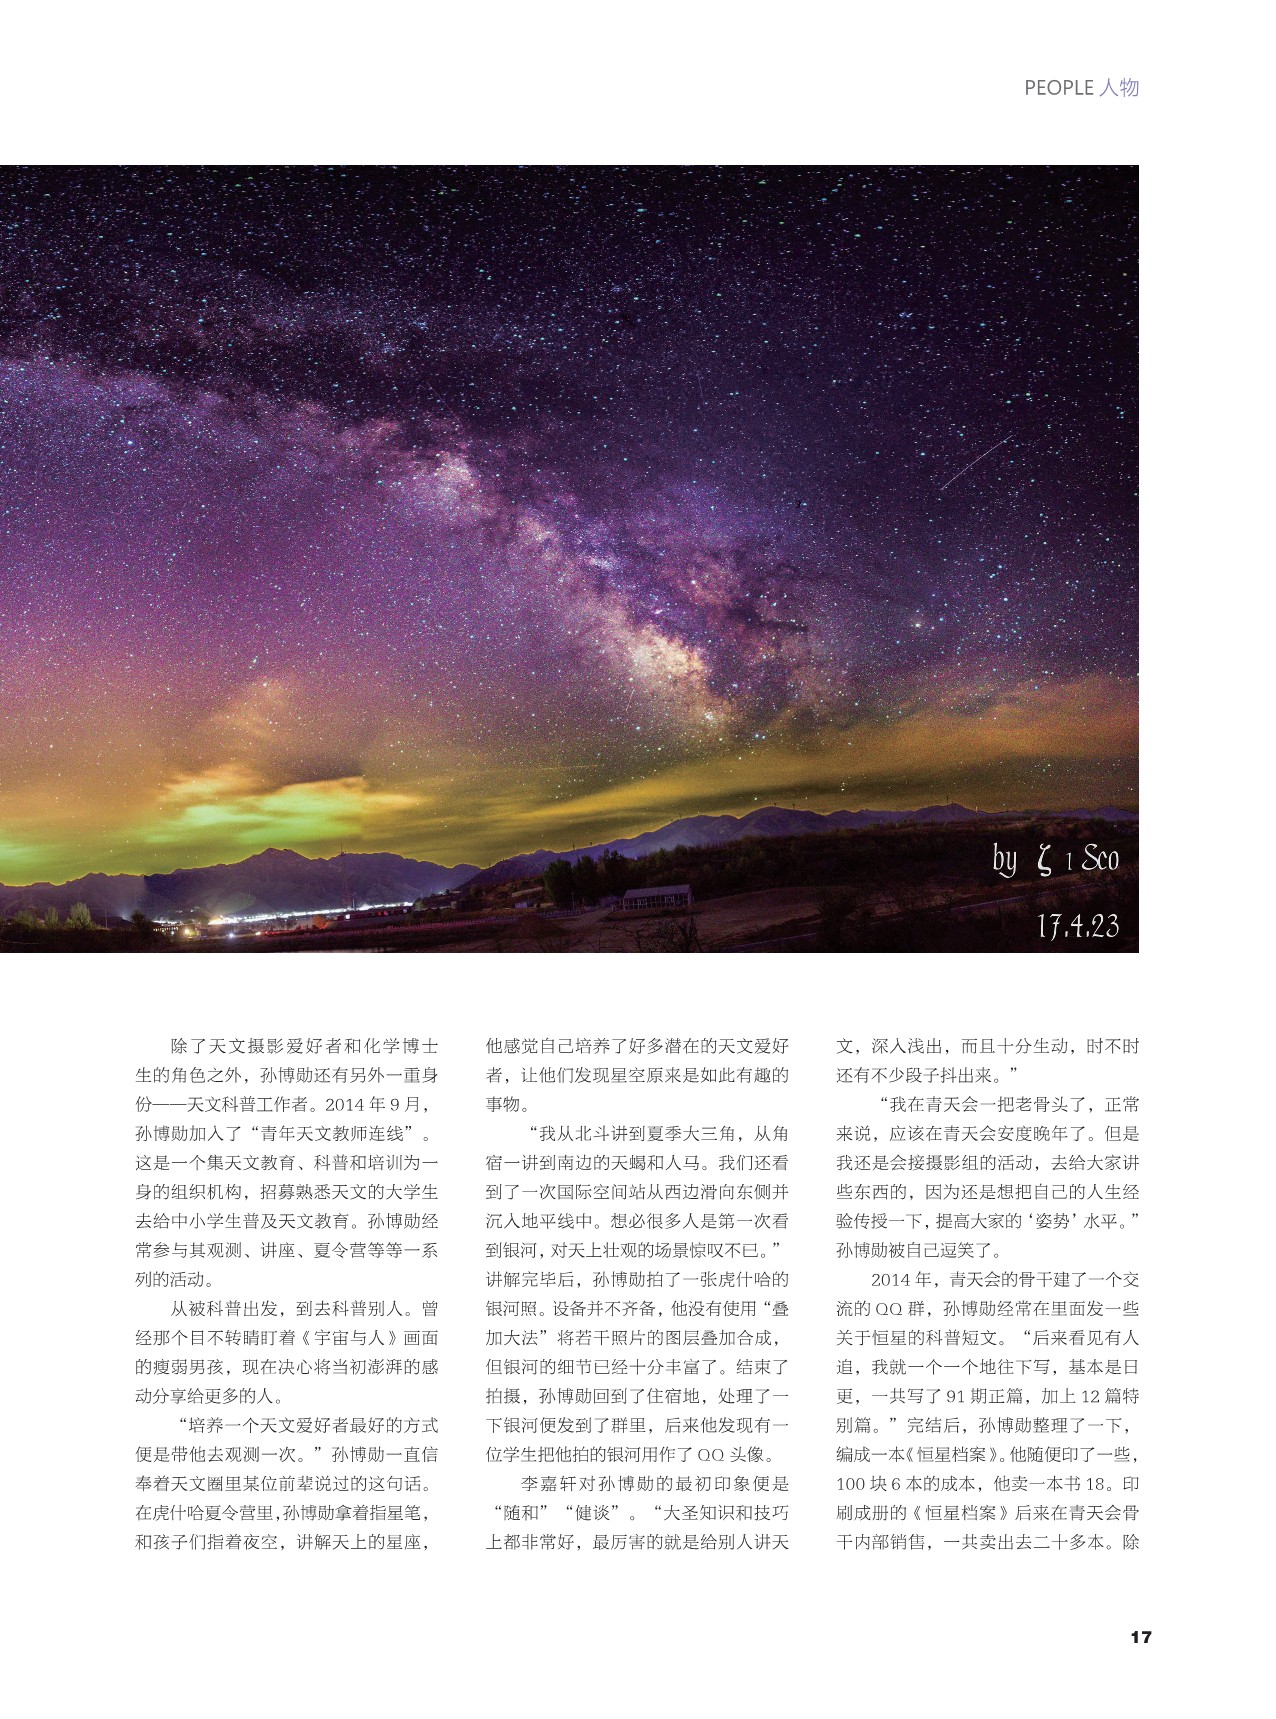 PEOPLE 人物
by ζ 1 Sco
17.4.23
除了天文摄影爱好者和化学博士
生的角色之外，孙博勋还有另外一重身
份——天文科普工作者。2014 年 9 月，
孙博勋加入了“青年天文教师连线”。
这是一个集天文教育、科普和培训为一
身的组织机构，招募熟悉天文的大学生
去给中小学生普及天文教育。孙博勋经
常参与其观测、讲座、夏令营等等一系
列的活动。
从被科普出发，到去科普别人。曾
经那个目不转睛盯着《宇宙与人》画面
的瘦弱男孩，现在决心将当初澎湃的感
动分享给更多的人。
“培养一个天文爱好者最好的方式
便是带他去观测一次。”孙博勋一直信
奉着天文圈里某位前辈说过的这句话。
在虎什哈夏令营里，孙博勋拿着指星笔，
和孩子们指着夜空，讲解天上的星座，
他感觉自己培养了好多潜在的天文爱好
者，让他们发现星空原来是如此有趣的
事物。
“我从北斗讲到夏季大三角，从角
宿一讲到南边的天蝎和人马。我们还看
到了一次国际空间站从西边滑向东侧并
沉入地平线中。想必很多人是第一次看
到银河，对天上壮观的场景惊叹不已。”
讲解完毕后，孙博勋拍了一张虎什哈的
银河照。设备并不齐备，他没有使用“叠
加大法”将若干照片的图层叠加合成，
但银河的细节已经十分丰富了。结束了
拍摄，孙博勋回到了住宿地，处理了一
下银河便发到了群里，后来他发现有一
位学生把他拍的银河用作了 QQ 头像。
李嘉轩对孙博勋的最初印象便是
“随和”“健谈”。“大圣知识和技巧
上都非常好，最厉害的就是给别人讲天
文，深入浅出，而且十分生动，时不时
还有不少段子抖出来。”
“我在青天会一把老骨头了，正常
来说，应该在青天会安度晚年了。但是
我还是会接摄影组的活动，去给大家讲
些东西的，因为还是想把自己的人生经
验传授一下，提高大家的‘姿势’水平。”
孙博勋被自己逗笑了。
2014 年，青天会的骨干建了一个交
流的 QQ 群，孙博勋经常在里面发一些
关于恒星的科普短文。“后来看见有人
追，我就一个一个地往下写，基本是日
更，一共写了 91 期正篇，加上 12 篇特
别篇。”完结后，孙博勋整理了一下，
编成一本《恒星档案》。他随便印了一些，
100 块 6 本的成本，他卖一本书 18。印
刷成册的《恒星档案》后来在青天会骨
干内部销售，一共卖出去二十多本。除
17